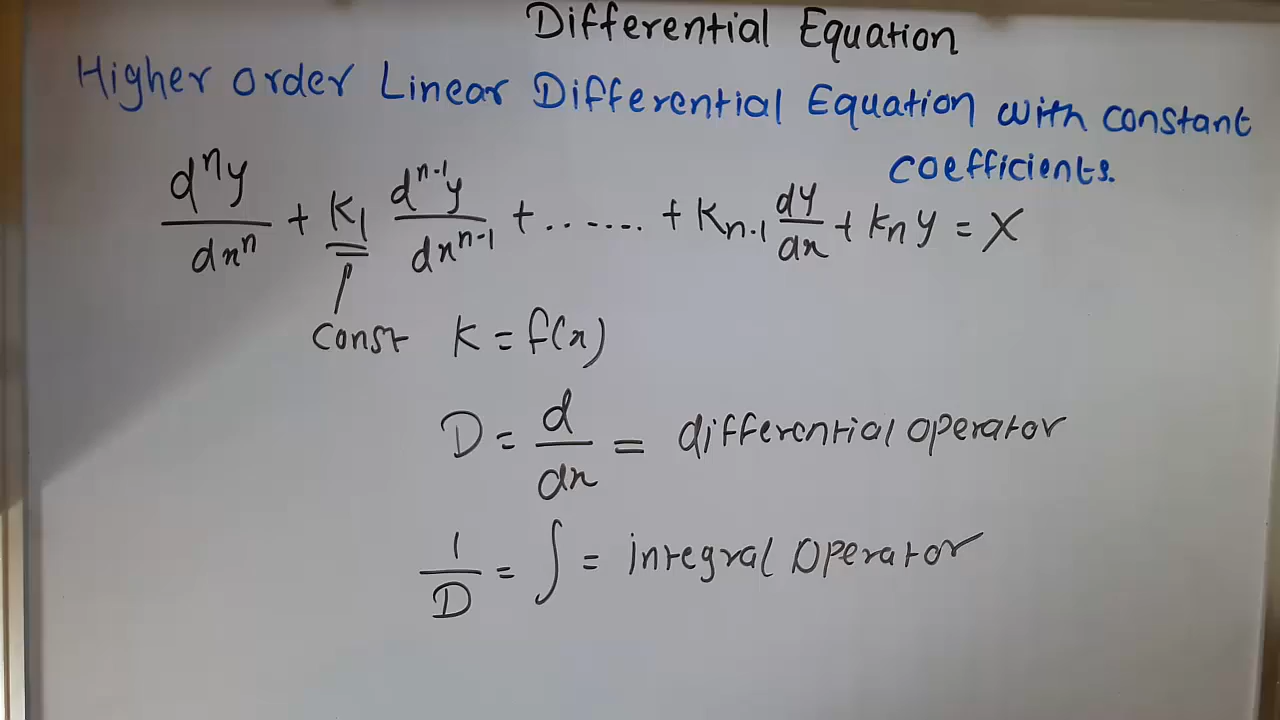 Differential Equation
Higher order Linear Differential Equation with constant
coefficients.
dⁿy/dxⁿ + K₁ dⁿ⁻¹y/dxⁿ⁻¹ + ....... + Kₙ₋₁ dy/dx + kₙ y = X
Const K = f(x)
D = d/dx = differential operator
1/D = ∫ = integral operator